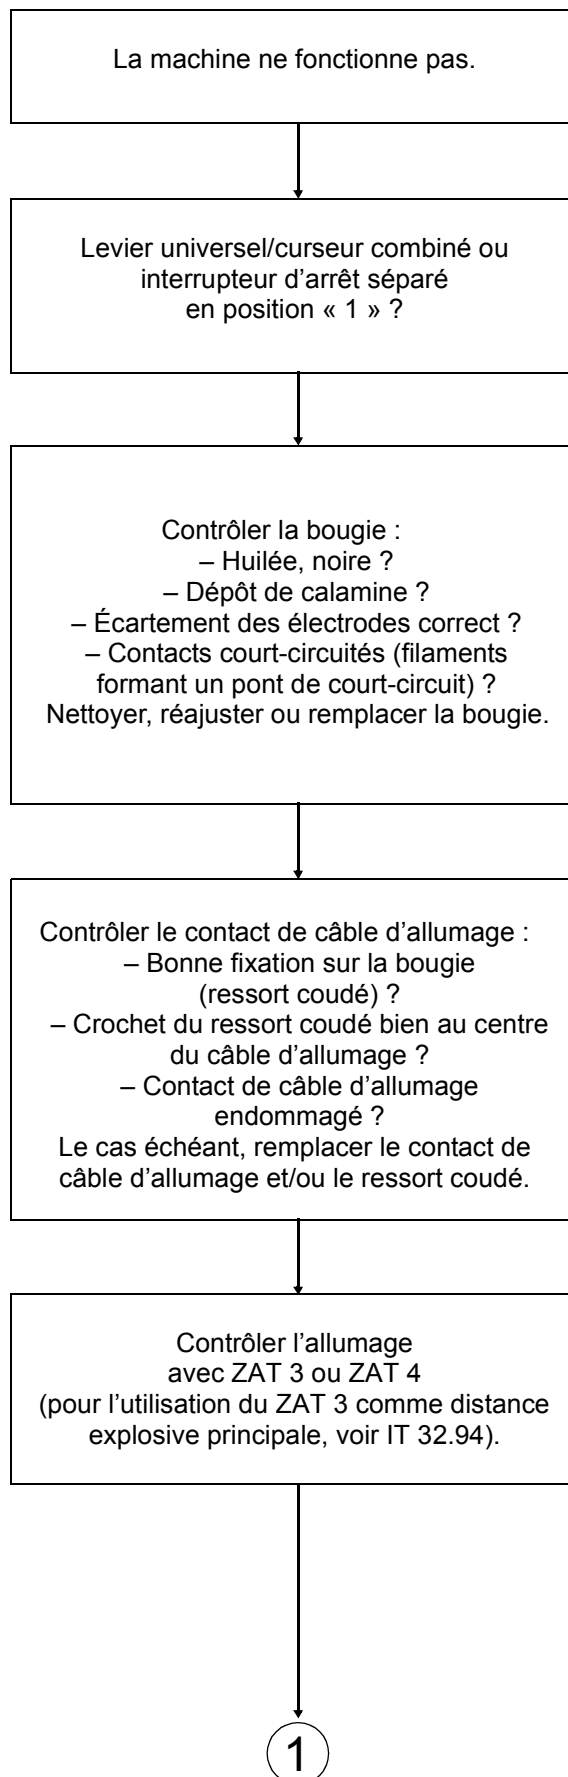 La machine ne fonctionne pas.
Levier universel/curseur combiné ou
interrupteur d’arrêt séparé
en position « 1 » ?
Contrôler la bougie :
– Huilée, noire ?
– Dépôt de calamine ?
– Écartement des électrodes correct ?
– Contacts court-circuités (filaments
formant un pont de court-circuit) ?
Nettoyer, réajuster ou remplacer la bougie.
Contrôler le contact de câble d’allumage :
– Bonne fixation sur la bougie
(ressort coudé) ?
– Crochet du ressort coudé bien au centre
du câble d’allumage ?
– Contact de câble d’allumage
endommagé ?
Le cas échéant, remplacer le contact de
câble d’allumage et/ou le ressort coudé.
Contrôler l’allumage
avec ZAT 3 ou ZAT 4
(pour l’utilisation du ZAT 3 comme distance
explosive principale, voir IT 32.94).
1